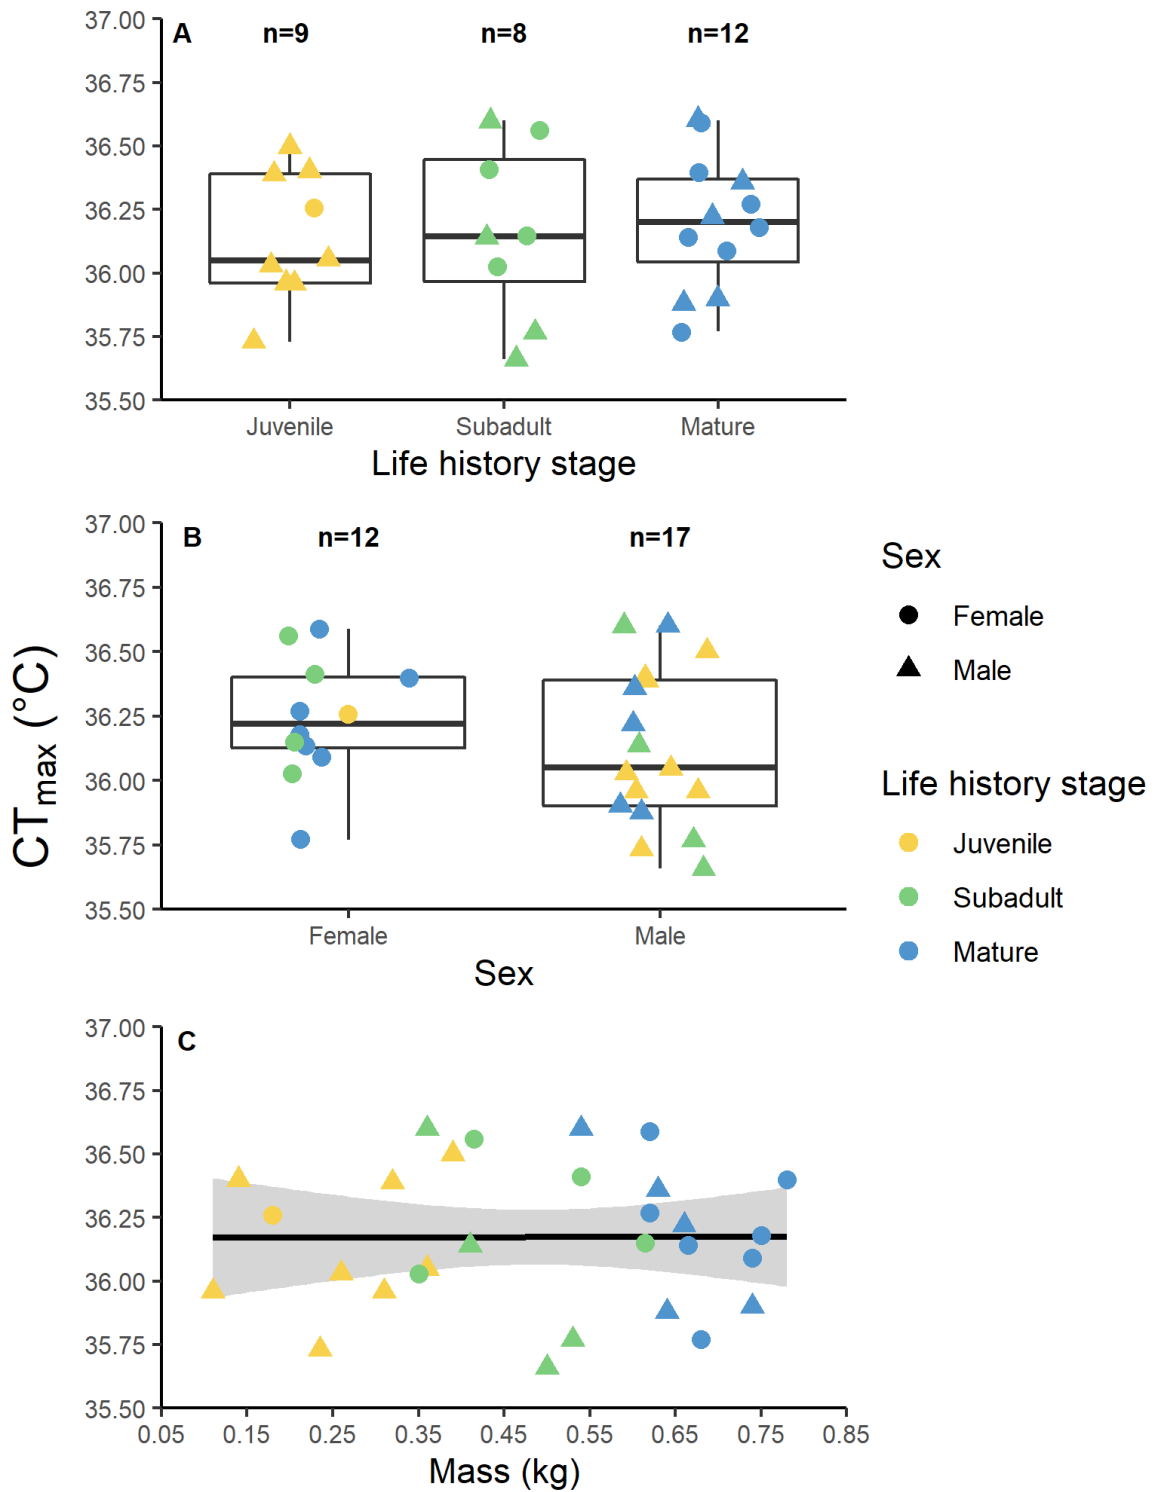 A
n=9
n=8
n=12
37.00
36.75
36.50
36.25
36.00
35.75
35.50
Juvenile
Subadult
Mature
Life history stage
B
n=12
n=17
37.00
36.75
36.50
36.25
36.00
35.75
35.50
Female
Male
Sex
CTmax (°C)
Sex
Female
Male
Life history stage
Juvenile
Subadult
Mature
C
37.00
36.75
36.50
36.25
36.00
35.75
35.50
0.05
0.15
0.25
0.35
0.45
0.55
0.65
0.75
0.85
Mass (kg)